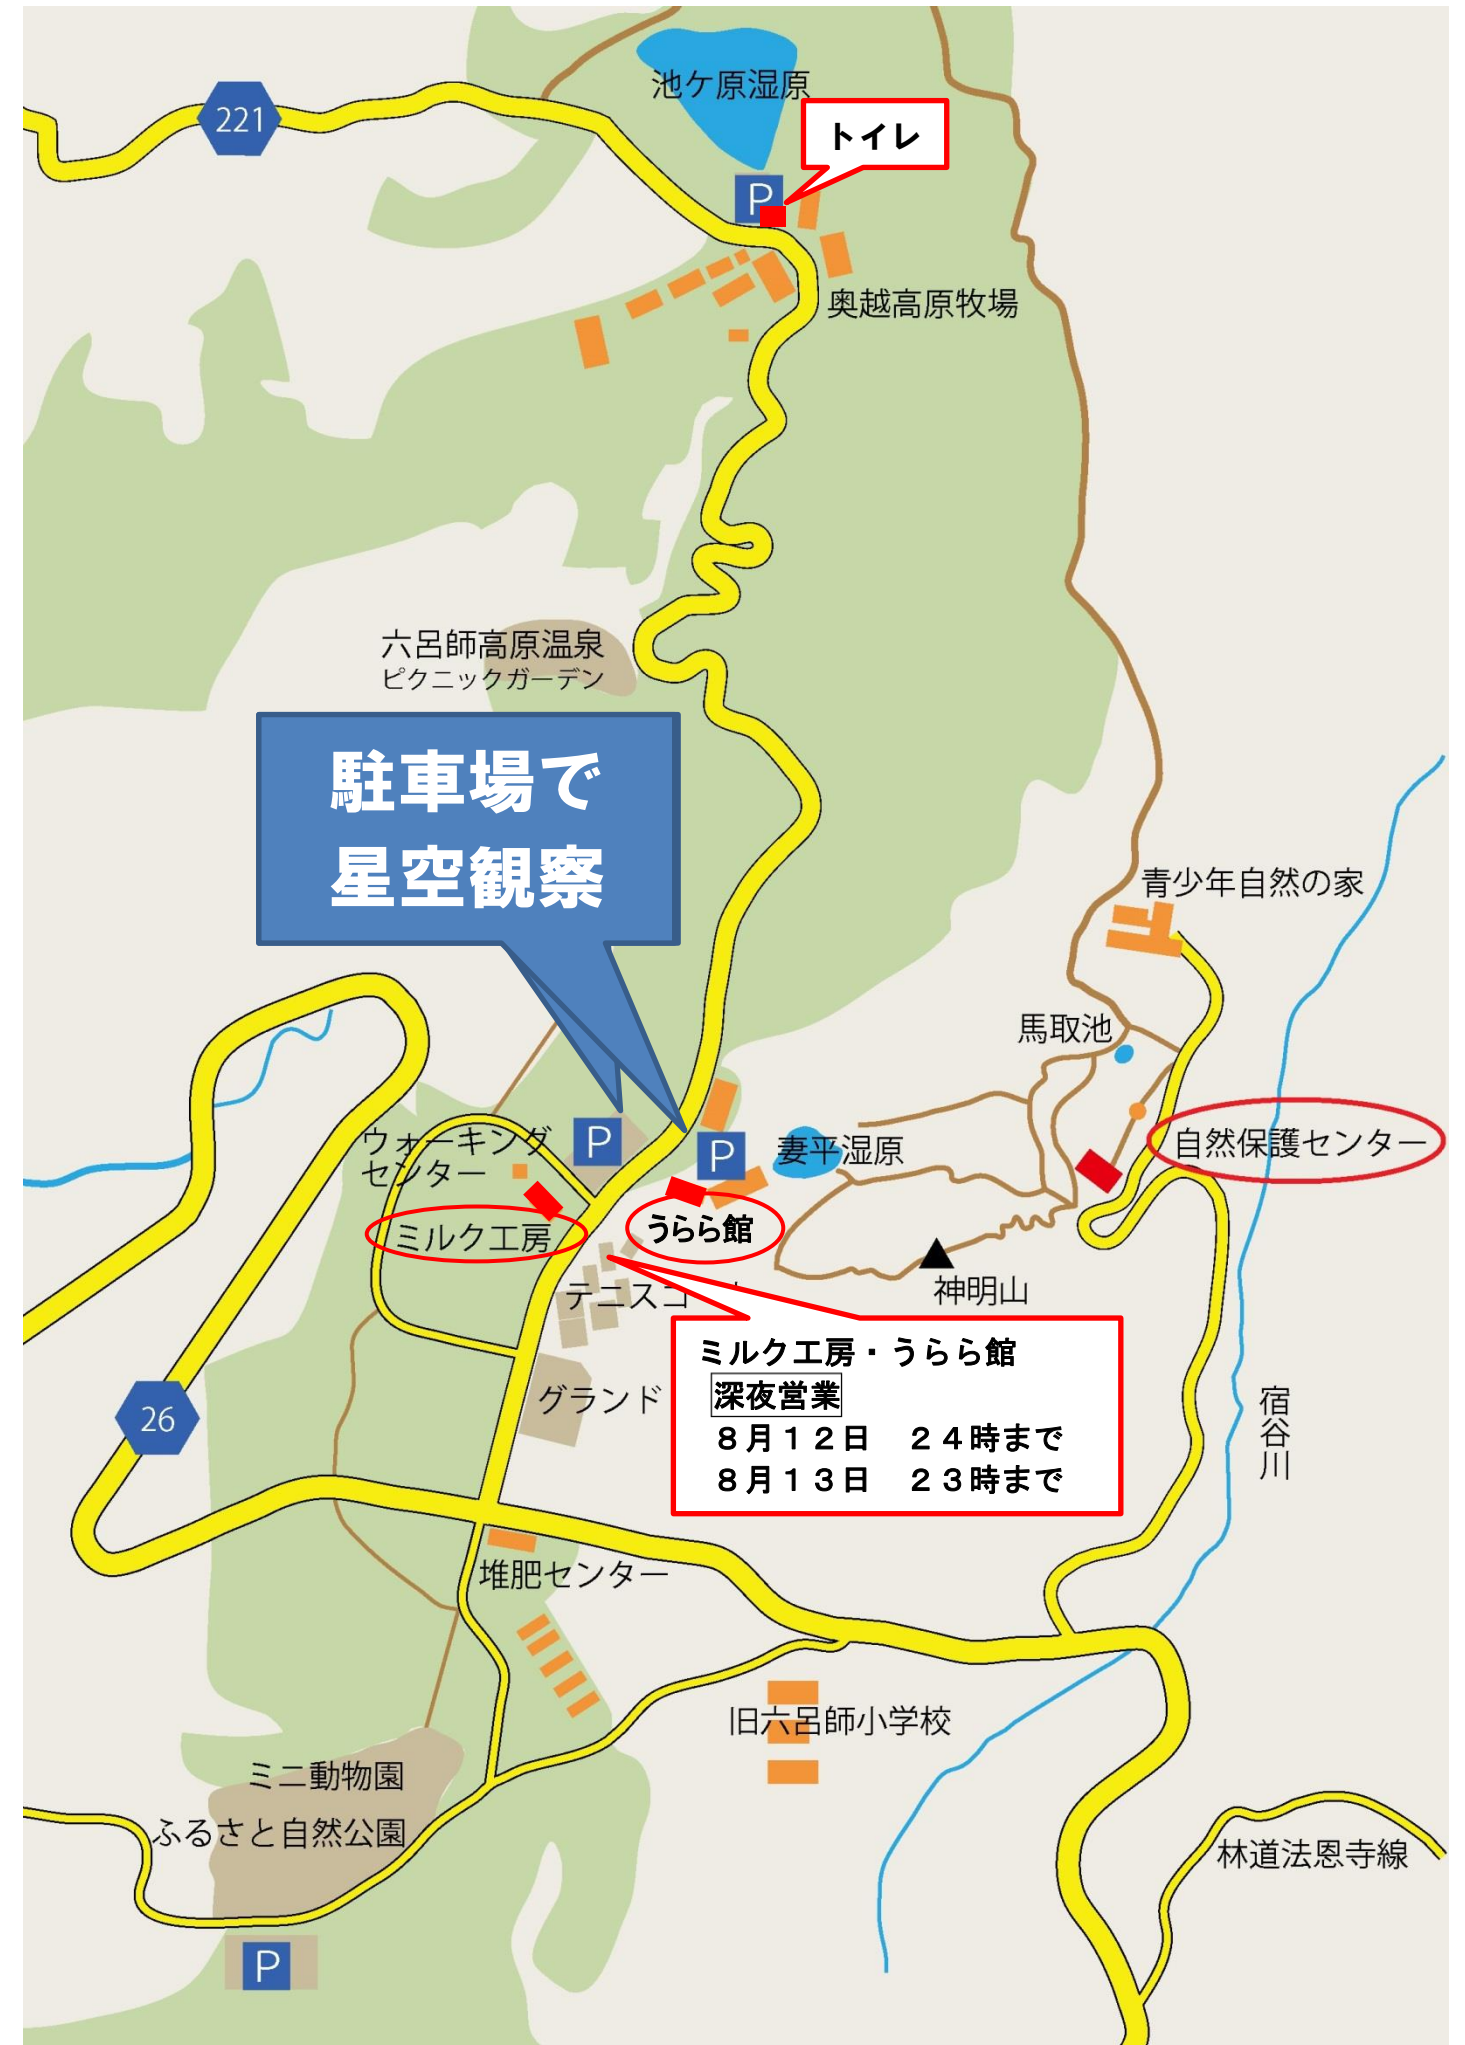 池ケ原湿原
221
トイレ
P
奥越高原牧場
六呂師高原温泉
ピクニックガーデン
駐車場で
星空観察
青少年自然の家
馬取池
ウォーキング
センター
P
P
妻平湿原
自然保護センター
ミルク工房
うらら館
テニスコ
神明山
ミルク工房・うらら館
深夜営業
８月１２日　２４時まで
８月１３日　２３時まで
グランド
26
宿谷川
堆肥センター
旧六呂師小学校
ミニ動物園
ふるさと自然公園
林道法恩寺線
P